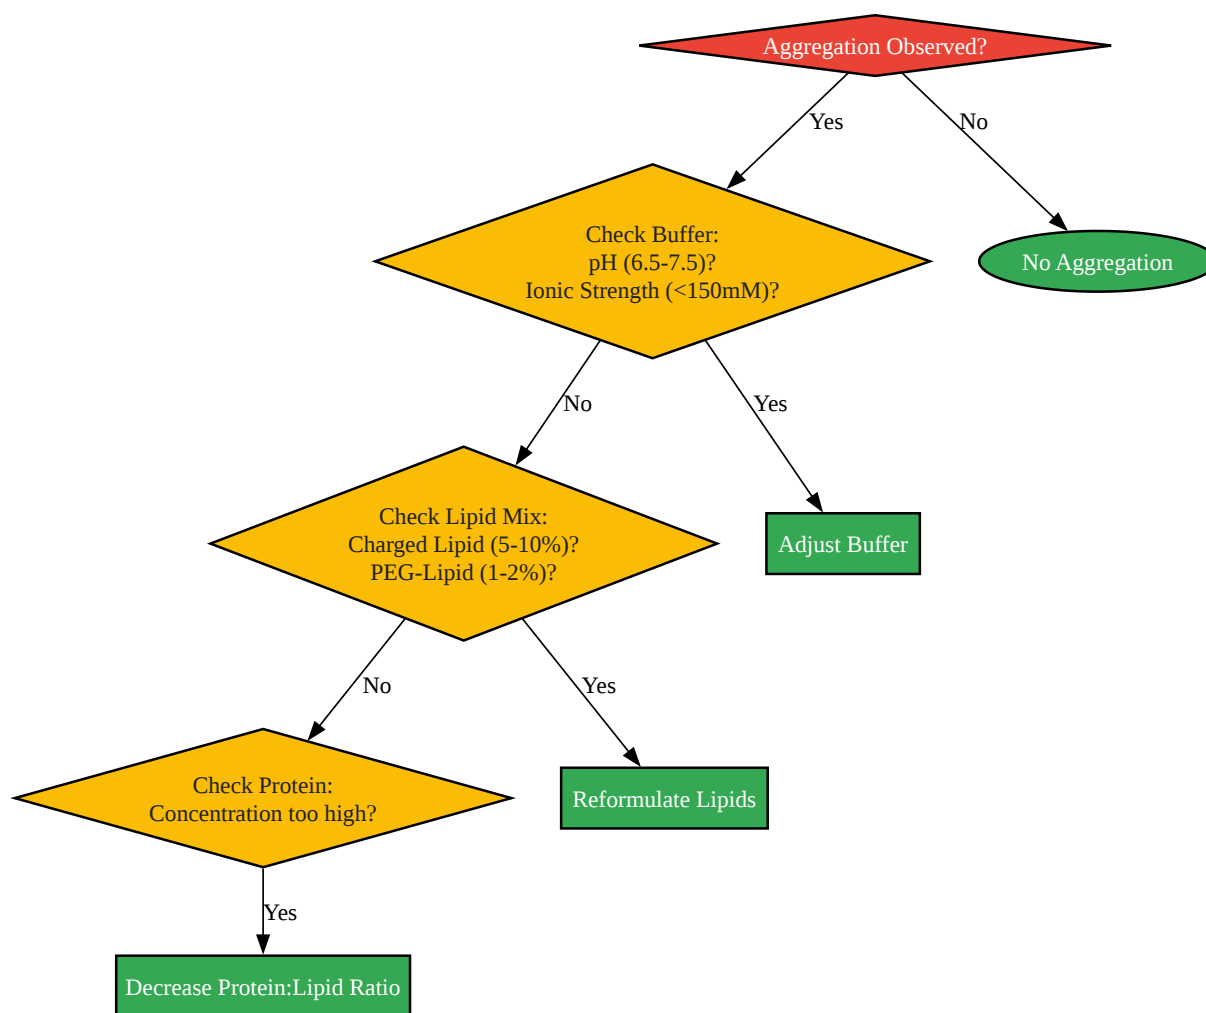 Aggregation Observed?
Yes
No
Check Buffer:
pH (6.5-7.5)?
Ionic Strength (<150mM)?
No Aggregation
No
Yes
Check Lipid Mix:
Charged Lipid (5-10%)?
PEG-Lipid (1-2%)?
Adjust Buffer
No
Yes
Check Protein:
Concentration too high?
Reformulate Lipids
Yes
Decrease Protein:Lipid Ratio